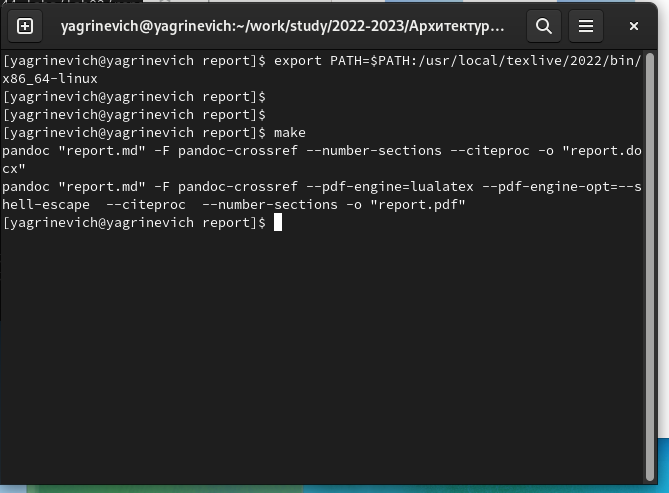 yagrinevich@yagrinevich:~/work/study/2022-2023/Архитектур...
[yagrinevich@yagrinevich report]$ export PATH=$PATH:/usr/local/texlive/2022/bin/
x86_64-linux
[yagrinevich@yagrinevich report]$
[yagrinevich@yagrinevich report]$
[yagrinevich@yagrinevich report]$ make
pandoc "report.md" -F pandoc-crossref --number-sections --citeproc -o "report.do
cx"
pandoc "report.md" -F pandoc-crossref --pdf-engine=lualatex --pdf-engine-opt=--s
hell-escape  --citeproc  --number-sections -o "report.pdf"
[yagrinevich@yagrinevich report]$